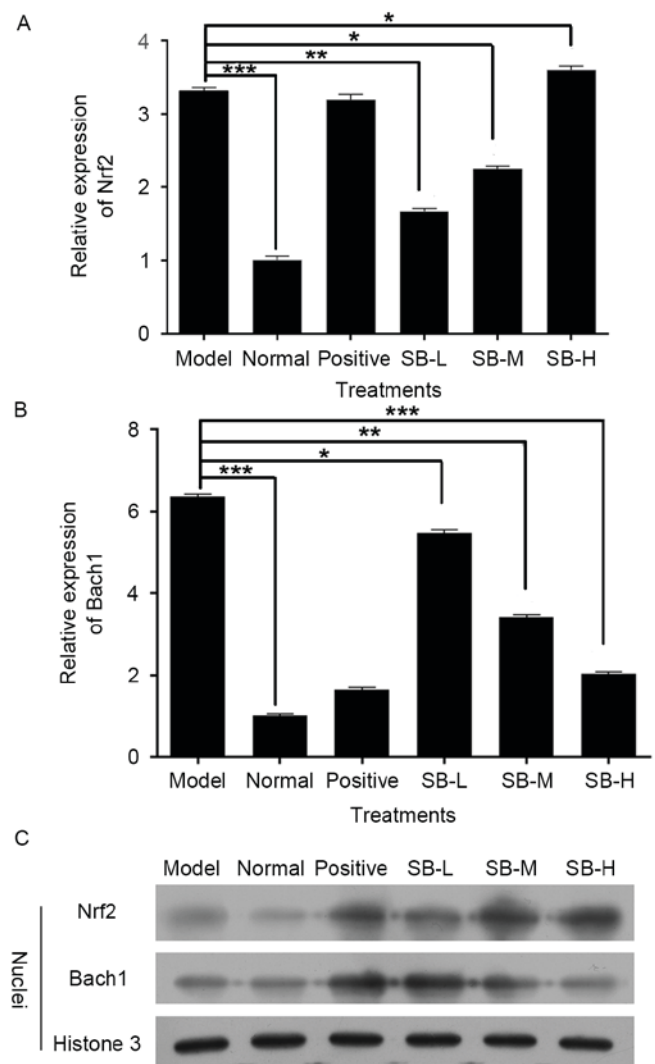 A
Relative expression
of Nrf2
4
3
2
1
0
***
**
*
*
Model Normal Positive SB-L SB-M SB-H
Treatments
B
Relative expression
of Bach1
8
6
4
2
0
***
*
**
***
Model Normal Positive SB-L SB-M SB-H
Treatments
C
Model Normal Positive SB-L SB-M SB-H
Nuclei
Nrf2
Bach1
Histone 3